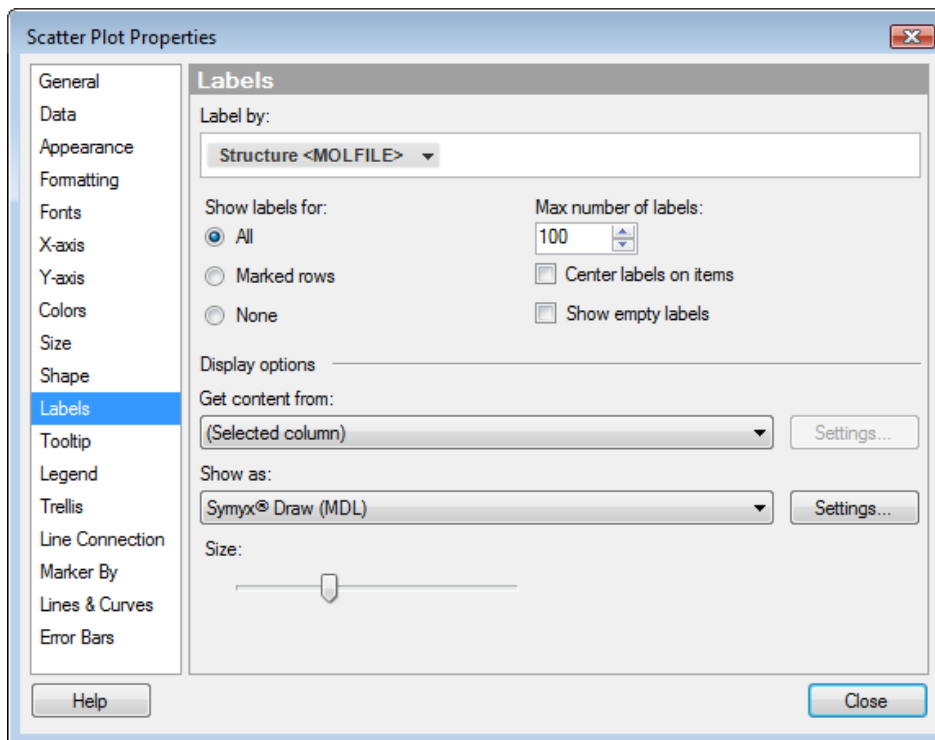 Scatter Plot Properties
General
Data
Appearance
Formatting
Fonts
X-axis
Y-axis
Colors
Size
Shape
Labels
Tooltip
Legend
Trellis
Line Connection
Marker By
Lines & Curves
Error Bars
Labels
Label by:
Structure <MOLFILE>
Show labels for:
All
Marked rows
None
Max number of labels:
100
Center labels on items
Show empty labels
Display options
Get content from:
(Selected column)
Settings...
Show as:
Symyx® Draw (MDL)
Settings...
Size:
Help
Close